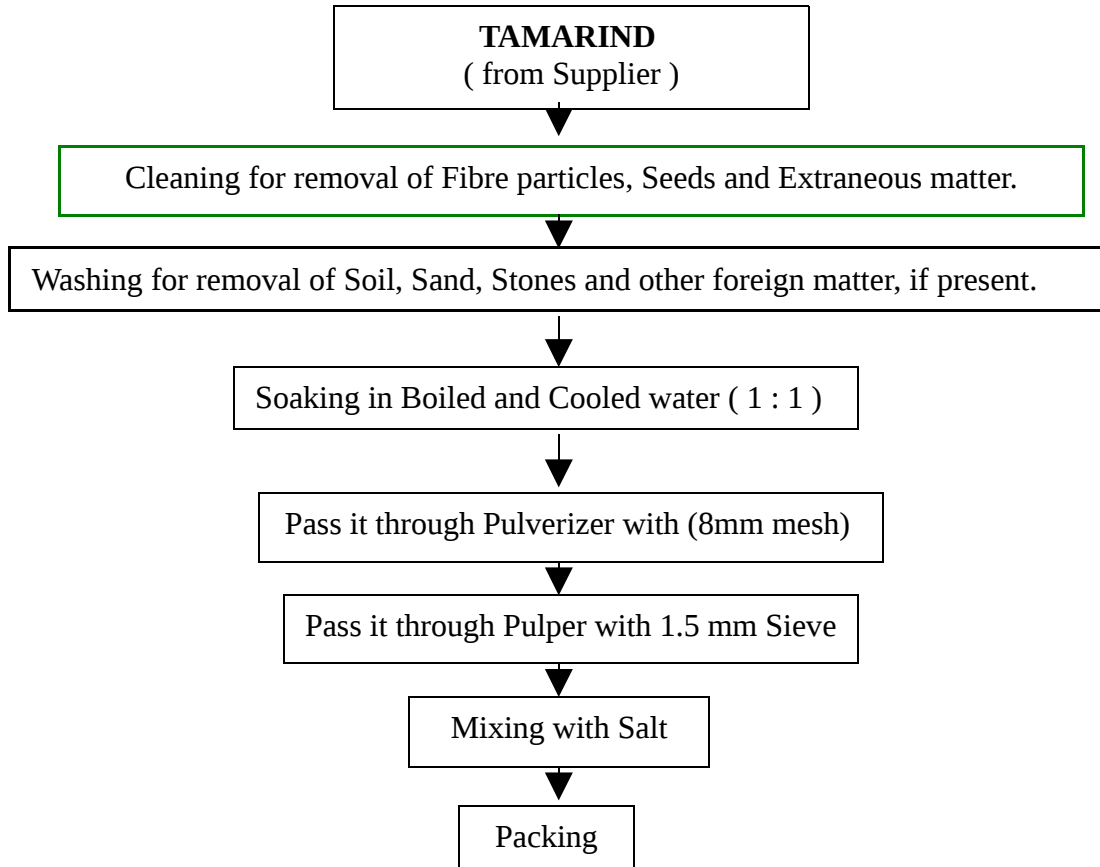 TAMARIND
( from Supplier )
Cleaning for removal of Fibre particles, Seeds and Extraneous matter.
Washing for removal of Soil, Sand, Stones and other foreign matter, if present.
Soaking in Boiled and Cooled water ( 1 : 1 )
Pass it through Pulverizer with (8mm mesh)
Pass it through Pulper with 1.5 mm Sieve
Mixing with Salt
Packing